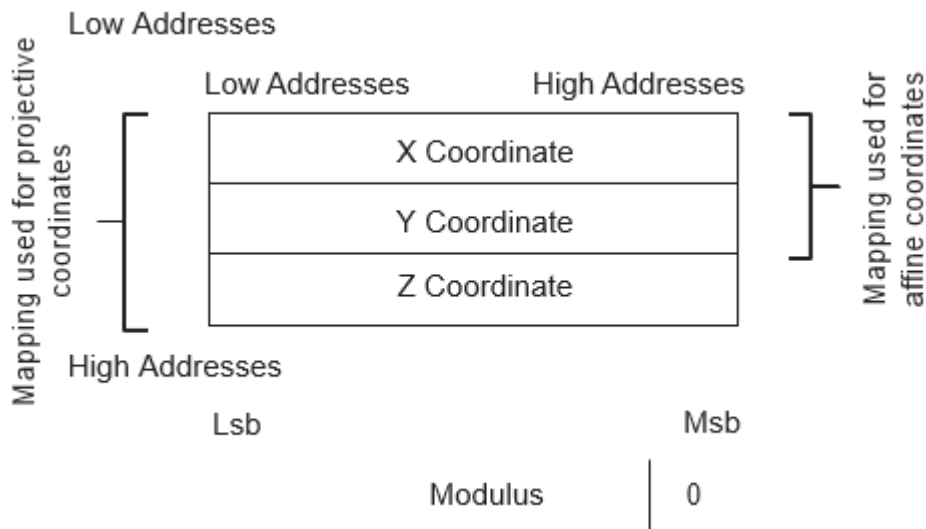 Low Addresses
Low Addresses
High Addresses
Mapping used for projective
coordinates
X Coordinate
Y Coordinate
Z Coordinate
Mapping used for
affine coordinates
High Addresses
Lsb
Msb
Modulus
0